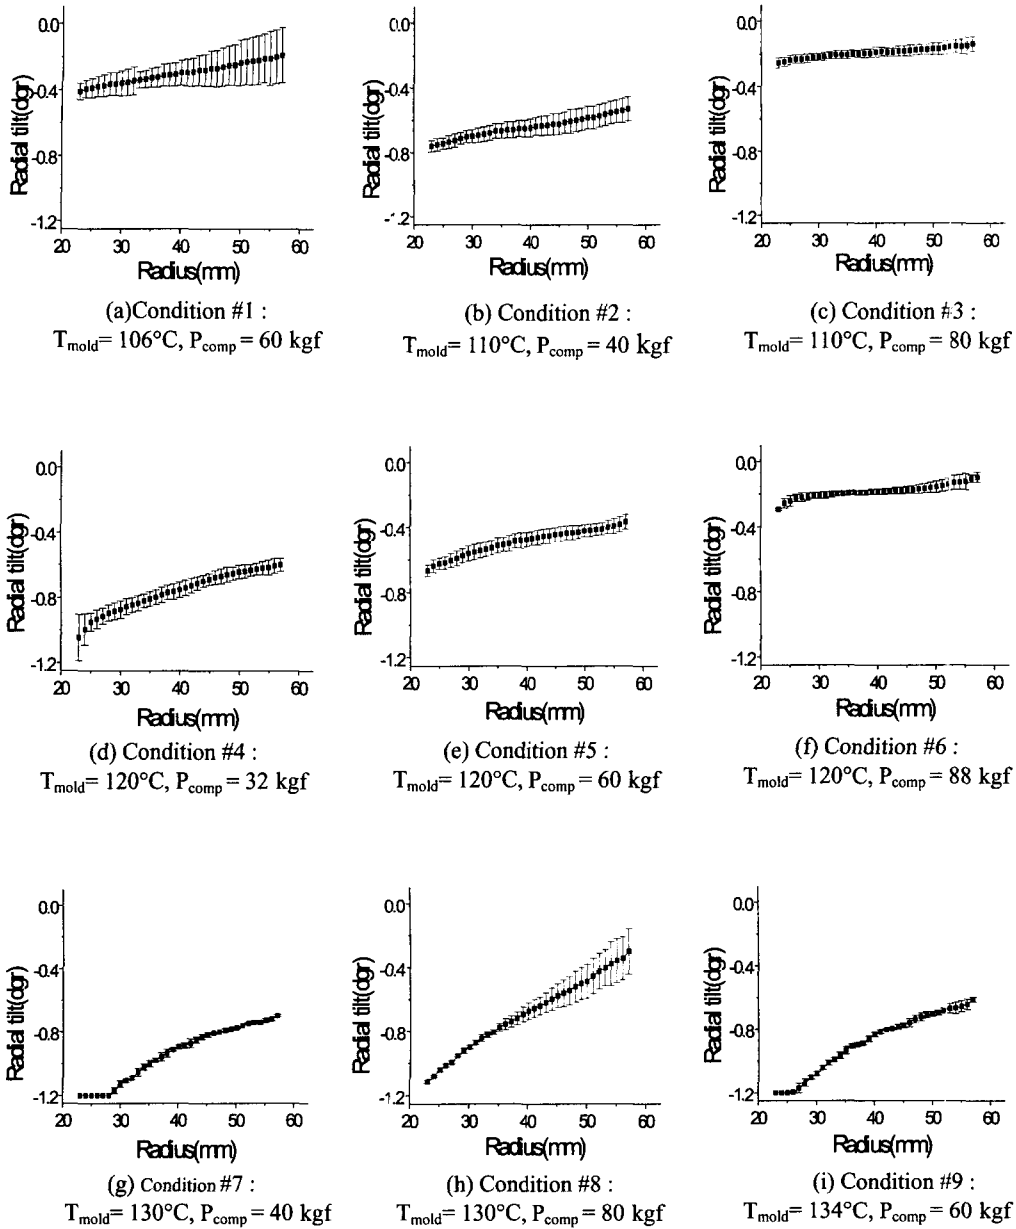 0.0
-0.4
-0.8
-1.2
Radial tilt(dgr)
20 30 40 50 60
Radius(mm)
(a)Condition #1 :
Tmold= 106°C, Pcomp = 60 kgf
0.0
-0.4
-0.8
-1.2
Radial tilt(dgr)
20 30 40 50 60
Radius(mm)
(b) Condition #2 :
Tmold= 110°C, Pcomp = 40 kgf
0.0
-0.4
-0.8
-1.2
Radial tilt(dgr)
20 30 40 50 60
Radius(mm)
(c) Condition #3 :
Tmold= 110°C, Pcomp = 80 kgf
0.0
-0.4
-0.8
-1.2
Radial tilt(dgr)
20 30 40 50 60
Radius(mm)
(d) Condition #4 :
Tmold= 120°C, Pcomp = 32 kgf
0.0
-0.4
-0.8
-1.2
Radial tilt(dgr)
20 30 40 50 60
Radius(mm)
(e) Condition #5 :
Tmold= 120°C, Pcomp = 60 kgf
0.0
-0.4
-0.8
-1.2
Radial tilt(dgr)
20 30 40 50 60
Radius(mm)
(f) Condition #6 :
Tmold= 120°C, Pcomp = 88 kgf
0.0
-0.4
-0.8
-1.2
Radial tilt(dgr)
20 30 40 50 60
Radius(mm)
(g) Condition #7 :
Tmold= 130°C, Pcomp = 40 kgf
0.0
-0.4
-0.8
-1.2
Radial tilt(dgr)
20 30 40 50 60
Radius(mm)
(h) Condition #8 :
Tmold= 130°C, Pcomp = 80 kgf
0.0
-0.4
-0.8
-1.2
Radial tilt(dgr)
20 30 40 50 60
Radius(mm)
(i) Condition #9 :
Tmold= 134°C, Pcomp = 60 kgf